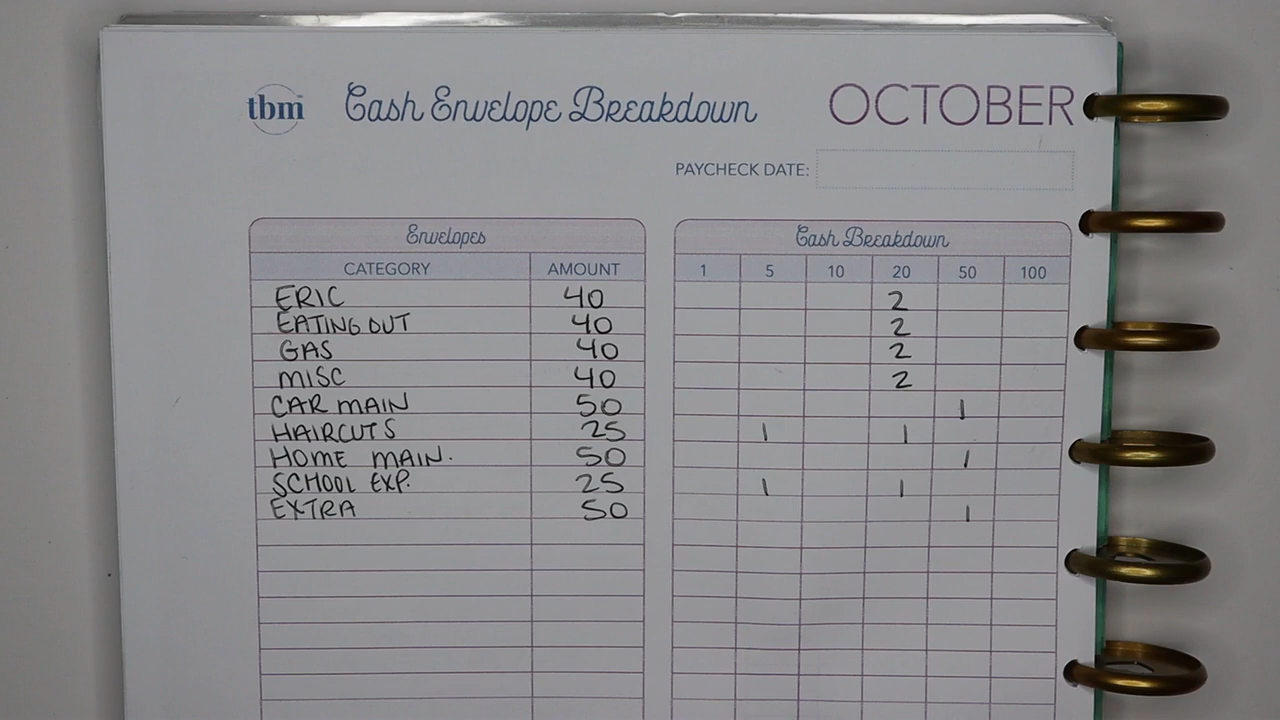 tbm Cash Envelope Breakdown OCTOBER
PAYCHECK DATE:
Envelopes Cash Breakdown
CATEGORY AMOUNT 1 5 10 20 50 100
ERIC 40 2
EATING OUT 40 2
GAS 40 2
MISC 40 2
CAR MAIN 50 1
HAIRCUTS 25 1 1
HOME MAIN. 50 1
SCHOOL EXP. 25 1 1
EXTRA 50 1